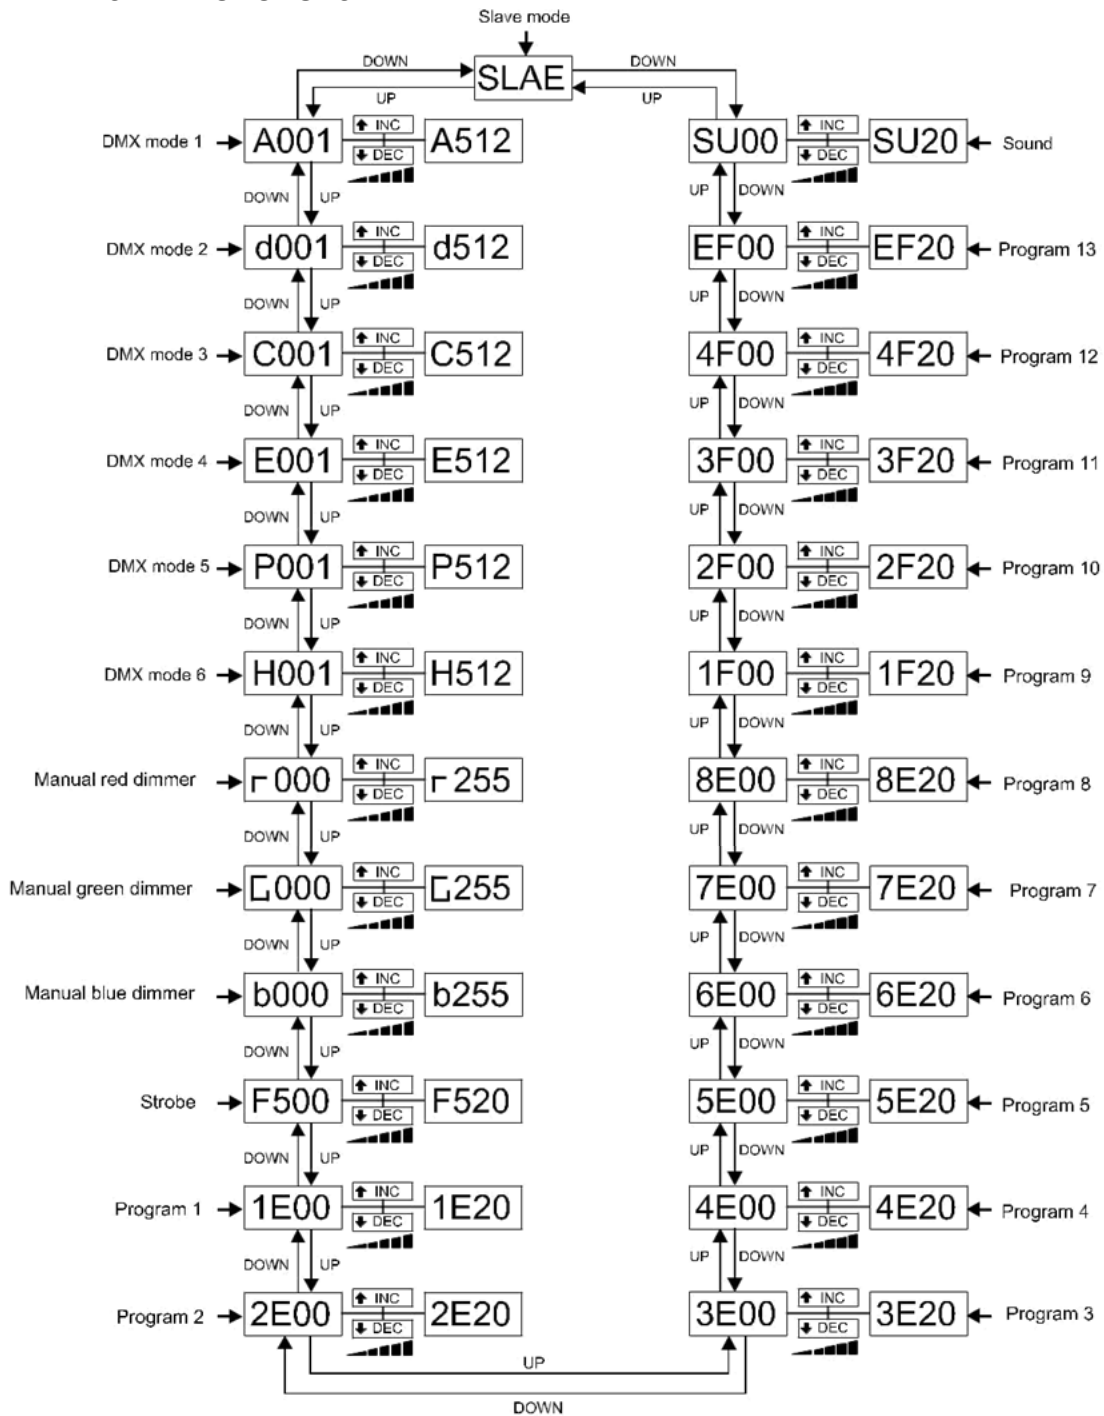 Slave mode
DOWN SLAE DOWN
UP UP
DMX mode 1 A001 INC DEC A512 SU00 INC DEC SU20 Sound
DOWN UP UP DOWN
DMX mode 2 d001 INC DEC d512 EF00 INC DEC EF20 Program 13
DOWN UP UP DOWN
DMX mode 3 C001 INC DEC C512 4F00 INC DEC 4F20 Program 12
DOWN UP UP DOWN
DMX mode 4 E001 INC DEC E512 3F00 INC DEC 3F20 Program 11
DOWN UP UP DOWN
DMX mode 5 P001 INC DEC P512 2F00 INC DEC 2F20 Program 10
DOWN UP UP DOWN
DMX mode 6 H001 INC DEC H512 1F00 INC DEC 1F20 Program 9
DOWN UP UP DOWN
Manual red dimmer r000 INC DEC r255 8E00 INC DEC 8E20 Program 8
DOWN UP UP DOWN
Manual green dimmer G000 INC DEC G255 7E00 INC DEC 7E20 Program 7
DOWN UP UP DOWN
Manual blue dimmer b000 INC DEC b255 6E00 INC DEC 6E20 Program 6
DOWN UP UP DOWN
Strobe F500 INC DEC F520 5E00 INC DEC 5E20 Program 5
DOWN UP UP DOWN
Program 1 1E00 INC DEC 1E20 4E00 INC DEC 4E20 Program 4
DOWN UP UP DOWN
Program 2 2E00 INC DEC 2E20 3E00 INC DEC 3E20 Program 3
UP
DOWN